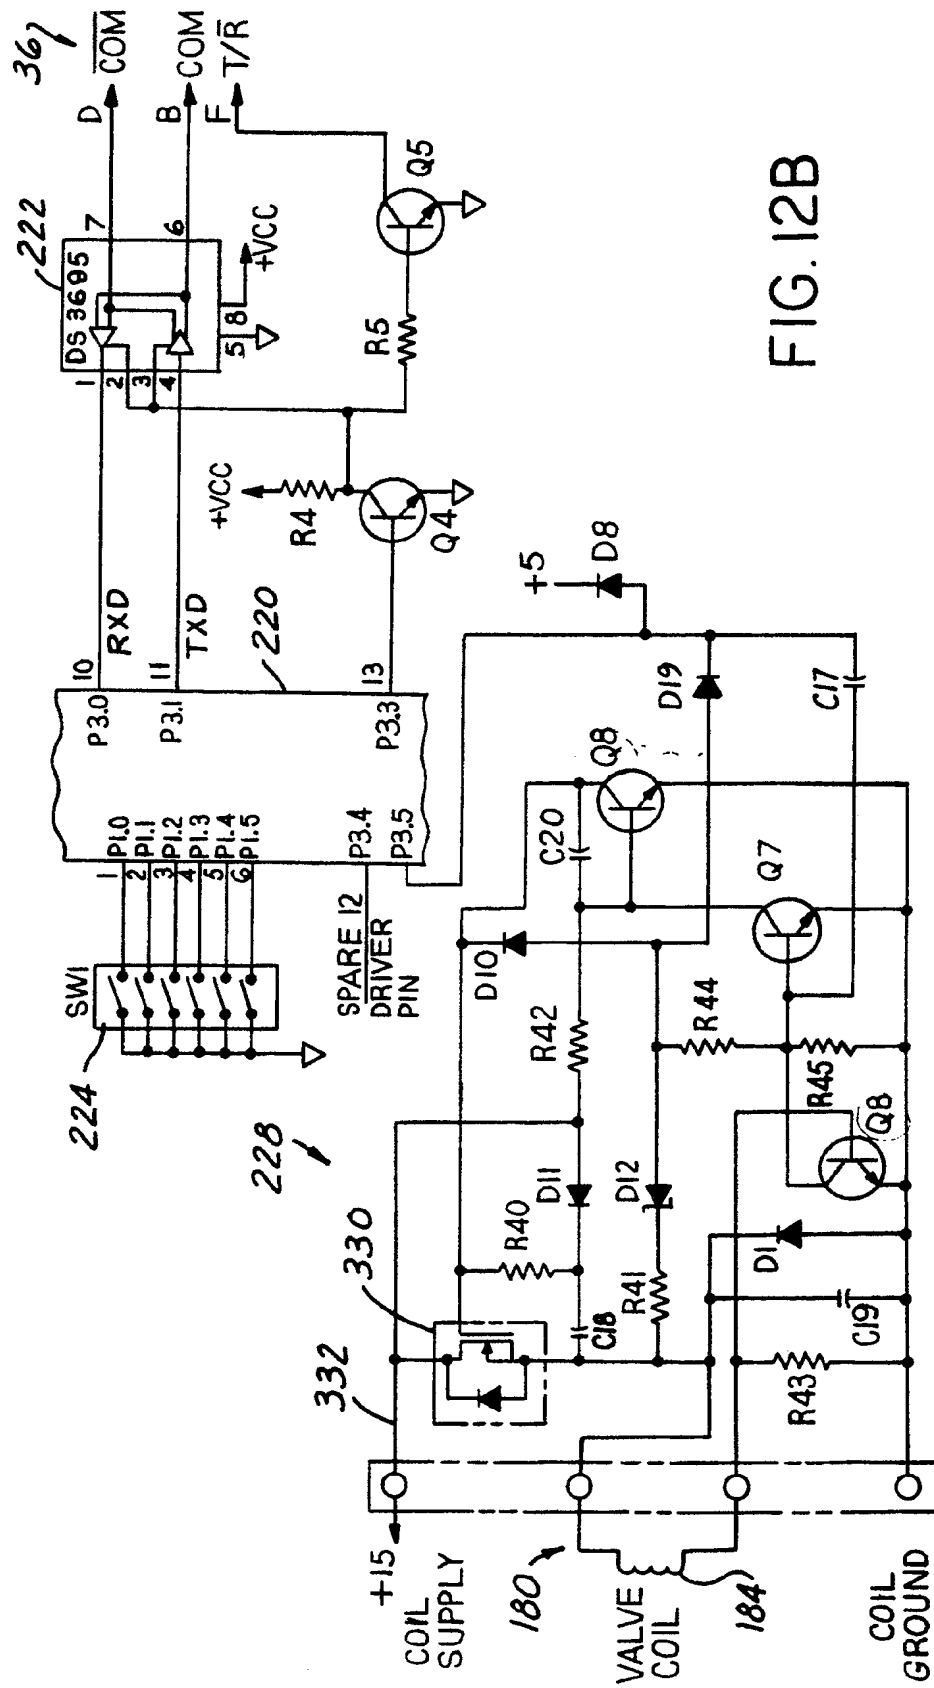 36
D
COM
B
COM
F
T/R
222
DS 3695
7
6
1
2
3
4
5
8
+VCC
R5
Q5
+VCC
R4
Q4
RXD
TXD
10
11
13
220
P3.0
P3.1
P3.3
P1.0
P1.1
P1.2
P1.3
P1.4
P1.5
P3.4
P3.5
1
2
3
4
5
6
SW1
224
SPARE 12
DRIVER
PIN
+5
D8
D19
C17
Q8
C20
Q7
D10
R42
R44
R45
Q8
228
D11
D12
R40
R41
D1
330
C18
C19
332
R43
+15
COIL
SUPPLY
180
VALVE
COIL
184
COIL
GROUND
FIG. 12B